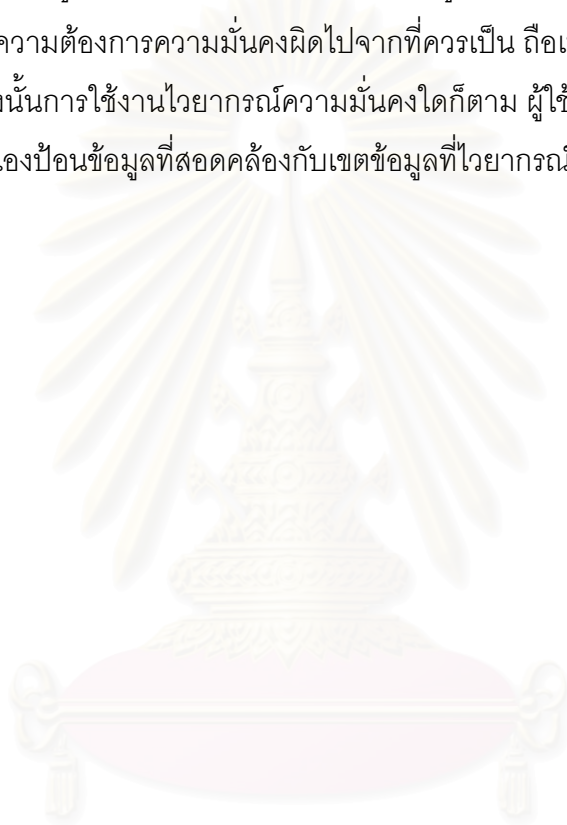 ความต้องการความมั่นคงผิดไปจากที่ควรเป็น ถือเ
งนั้นการใช้งานไวยากรณ์ความมั่นคงใดก็ตาม ผู้ใช้
องป้อนข้อมูลที่สอดคล้องกับเขตข้อมูลที่ไวยากรณ์